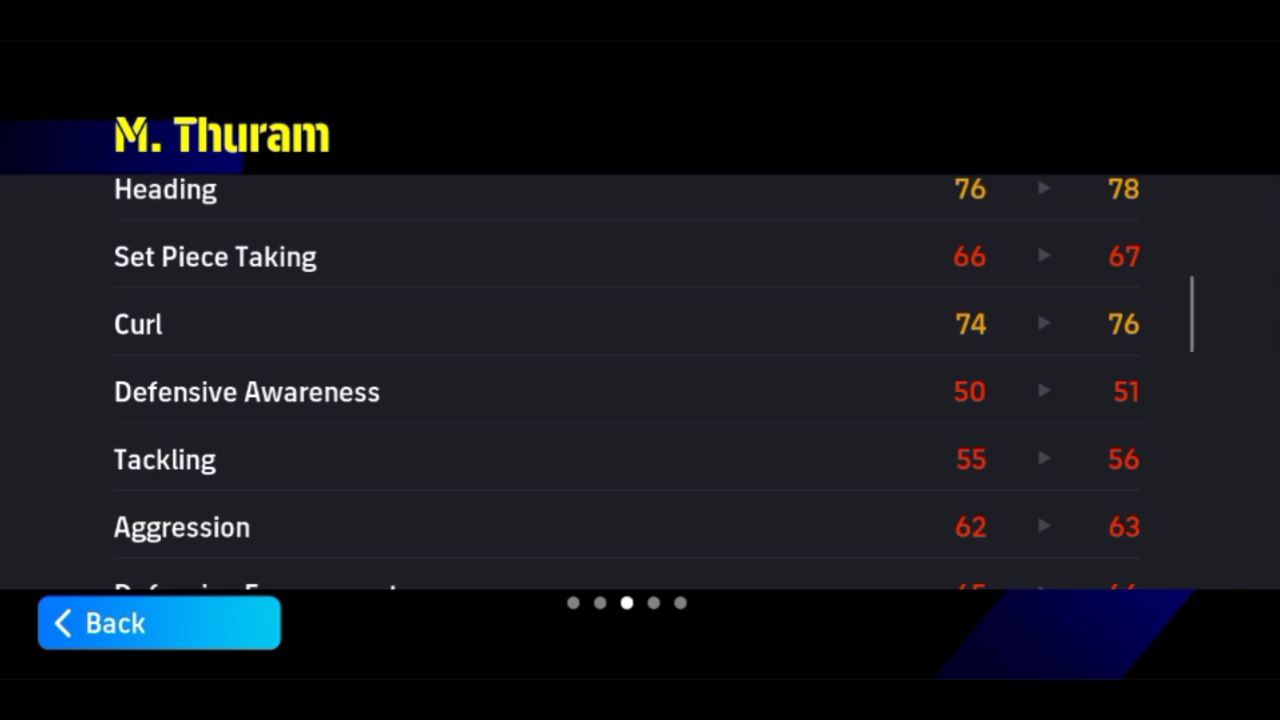 M. Thuram
Heading 76 ▶ 78
Set Piece Taking 66 ▶ 67
Curl 74 ▶ 76
Defensive Awareness 50 ▶ 51
Tackling 55 ▶ 56
Aggression 62 ▶ 63
Back